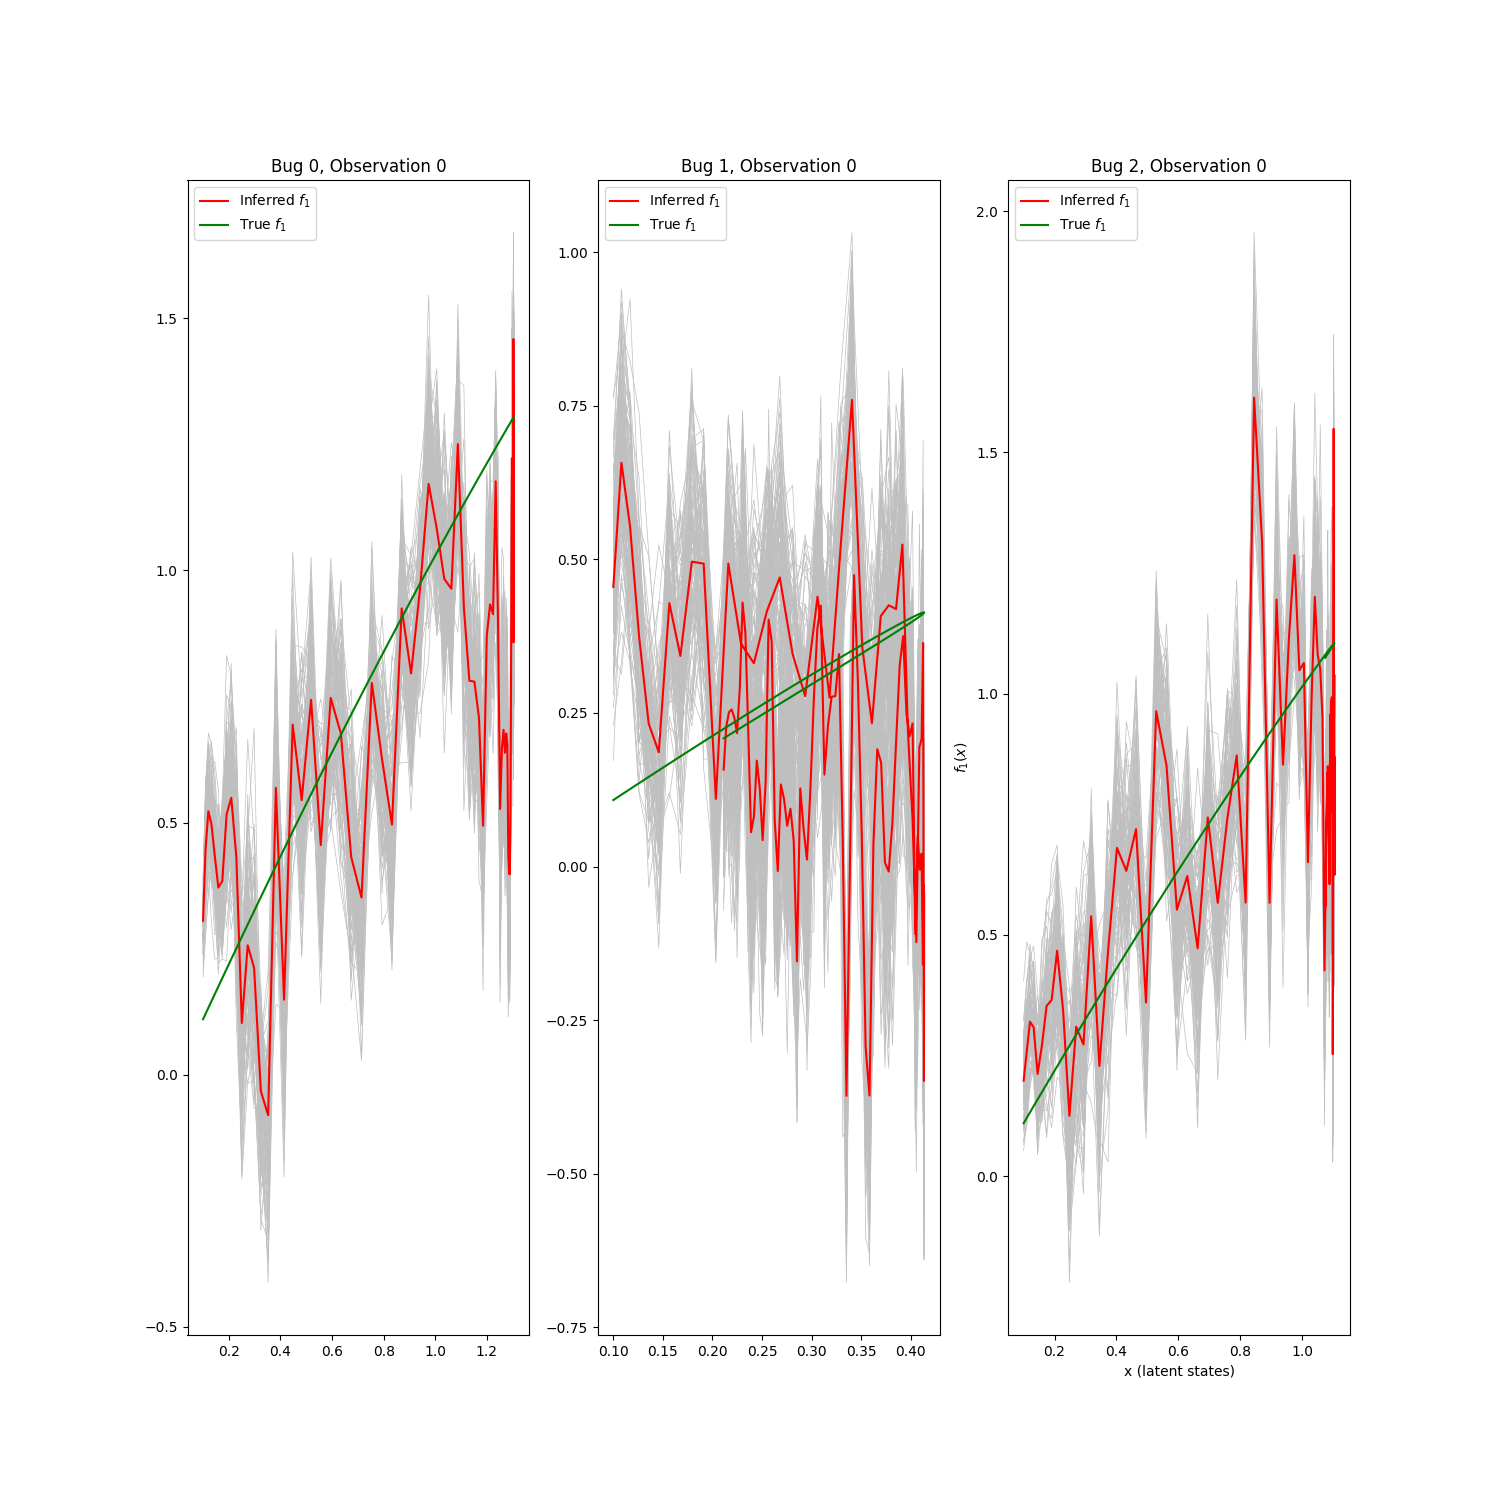 Bug 0, Observation 0
Inferred f₁
True f₁
1.5
1.0
0.5
0.0
−0.5
0.2 0.4 0.6 0.8 1.0 1.2
Bug 1, Observation 0
Inferred f₁
True f₁
1.00
0.75
0.50
0.25
0.00
−0.25
−0.50
−0.75
0.10 0.15 0.20 0.25 0.30 0.35 0.40
Bug 2, Observation 0
Inferred f₁
True f₁
f₁(x)
2.0
1.5
1.0
0.5
0.0
0.2 0.4 0.6 0.8 1.0
x (latent states)